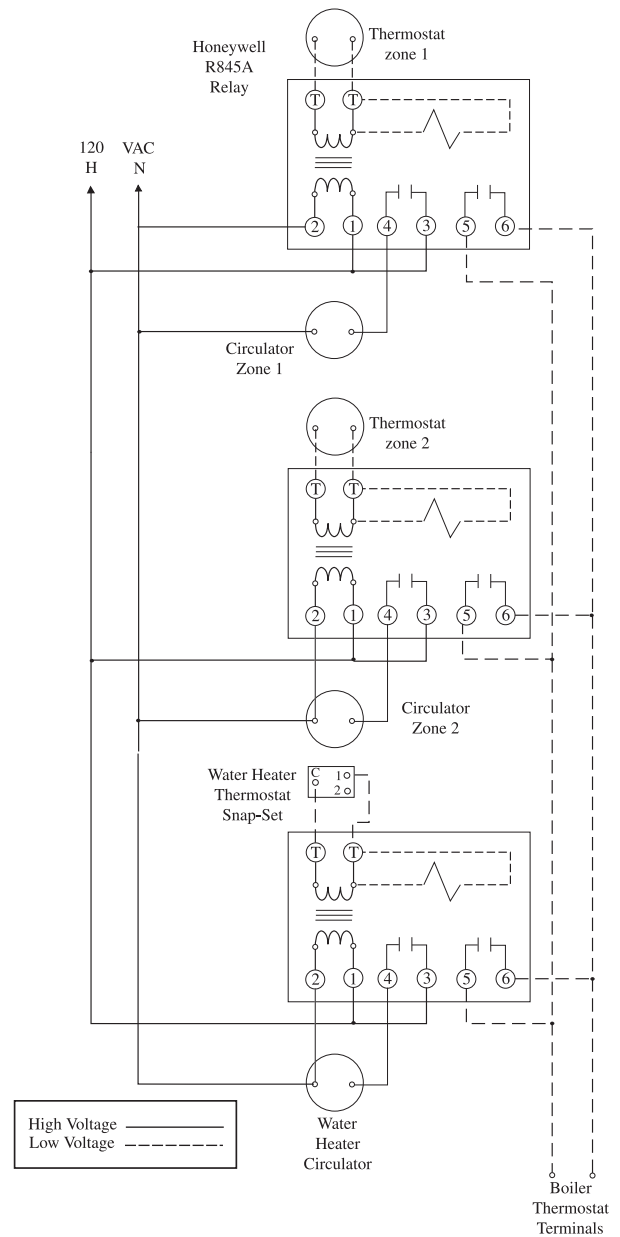 Honeywell
R845A
Relay
Thermostat
zone 1
T
T
120
H
VAC
N
2
1
4
3
5
6
Circulator
Zone 1
Thermostat
zone 2
T
T
2
1
4
3
5
6
Circulator
Zone 2
Water Heater
Thermostat
Snap-Set
C
1
2
T
T
2
1
4
3
5
6
High Voltage
Low Voltage
Water
Heater
Circulator
Boiler
Thermostat
Terminals